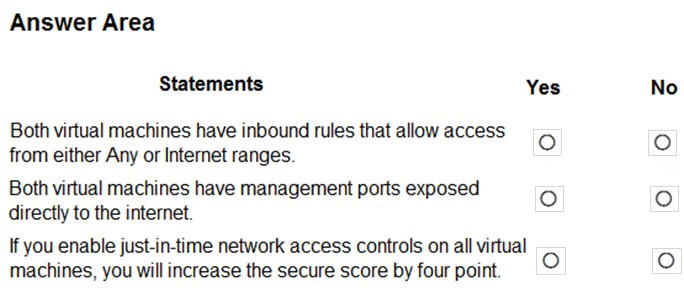 Answer Area
Statements Yes No
Both virtual machines have inbound rules that allow access
from either Any or Internet ranges.
Both virtual machines have management ports exposed
directly to the internet.
If you enable just-in-time network access controls on all virtual
machines, you will increase the secure score by four point.